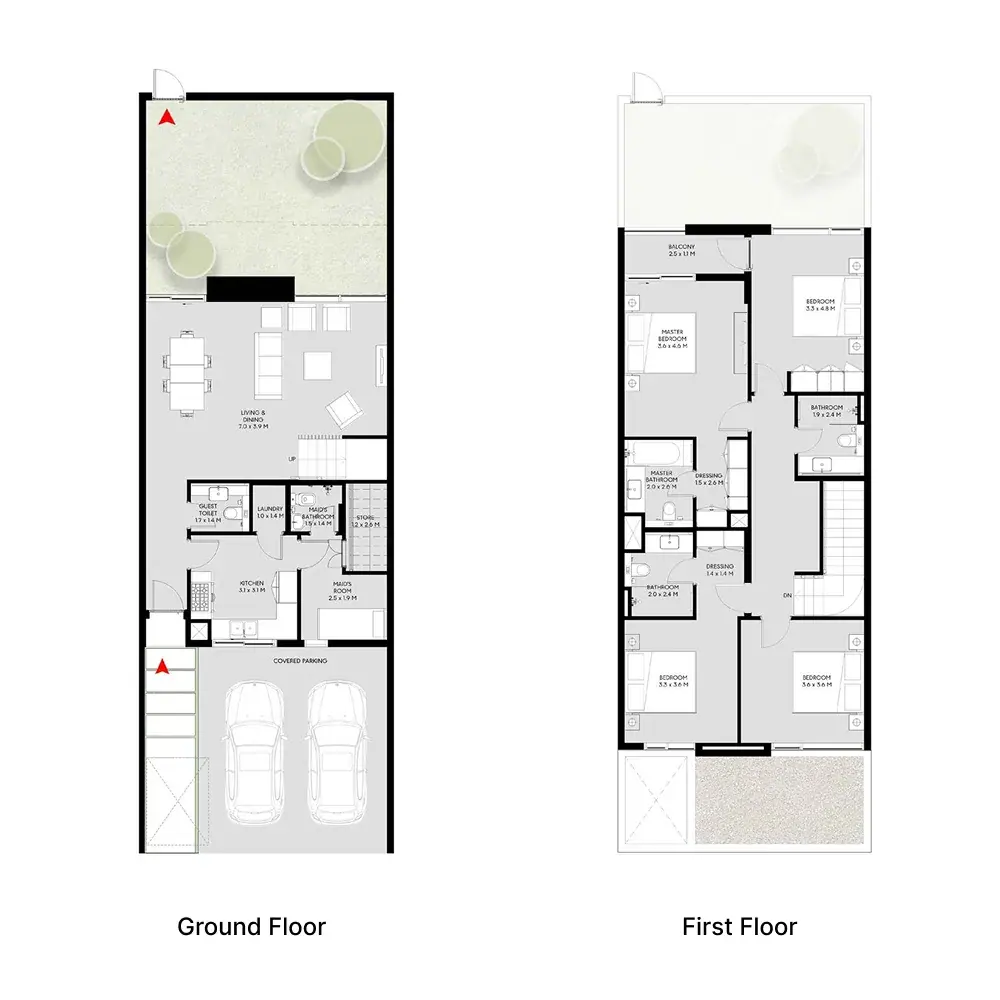 LIVING &
DINING
7.0 x 3.9 M
UP
GUEST
TOILET
1.7 x 1.4 M
LAUNDRY
1.0 x 1.4 M
MAID'S
BATHROOM
1.5 x 1.4 M
STORE
1.2 x 2.6 M
KITCHEN
3.1 x 3.1 M
MAID'S
ROOM
2.5 x 1.9 M
COVERED PARKING
Ground Floor
BALCONY
2.5 x 1.1 M
BEDROOM
3.3 x 4.8 M
MASTER
BEDROOM
3.6 x 4.6 M
BATHROOM
1.9 x 2.4 M
MASTER
BATHROOM
2.0 x 2.6 M
DRESSING
1.5 x 2.6 M
DRESSING
1.4 x 1.4 M
BATHROOM
2.0 x 2.4 M
DN
BEDROOM
3.3 x 3.6 M
BEDROOM
3.6 x 3.6 M
First Floor